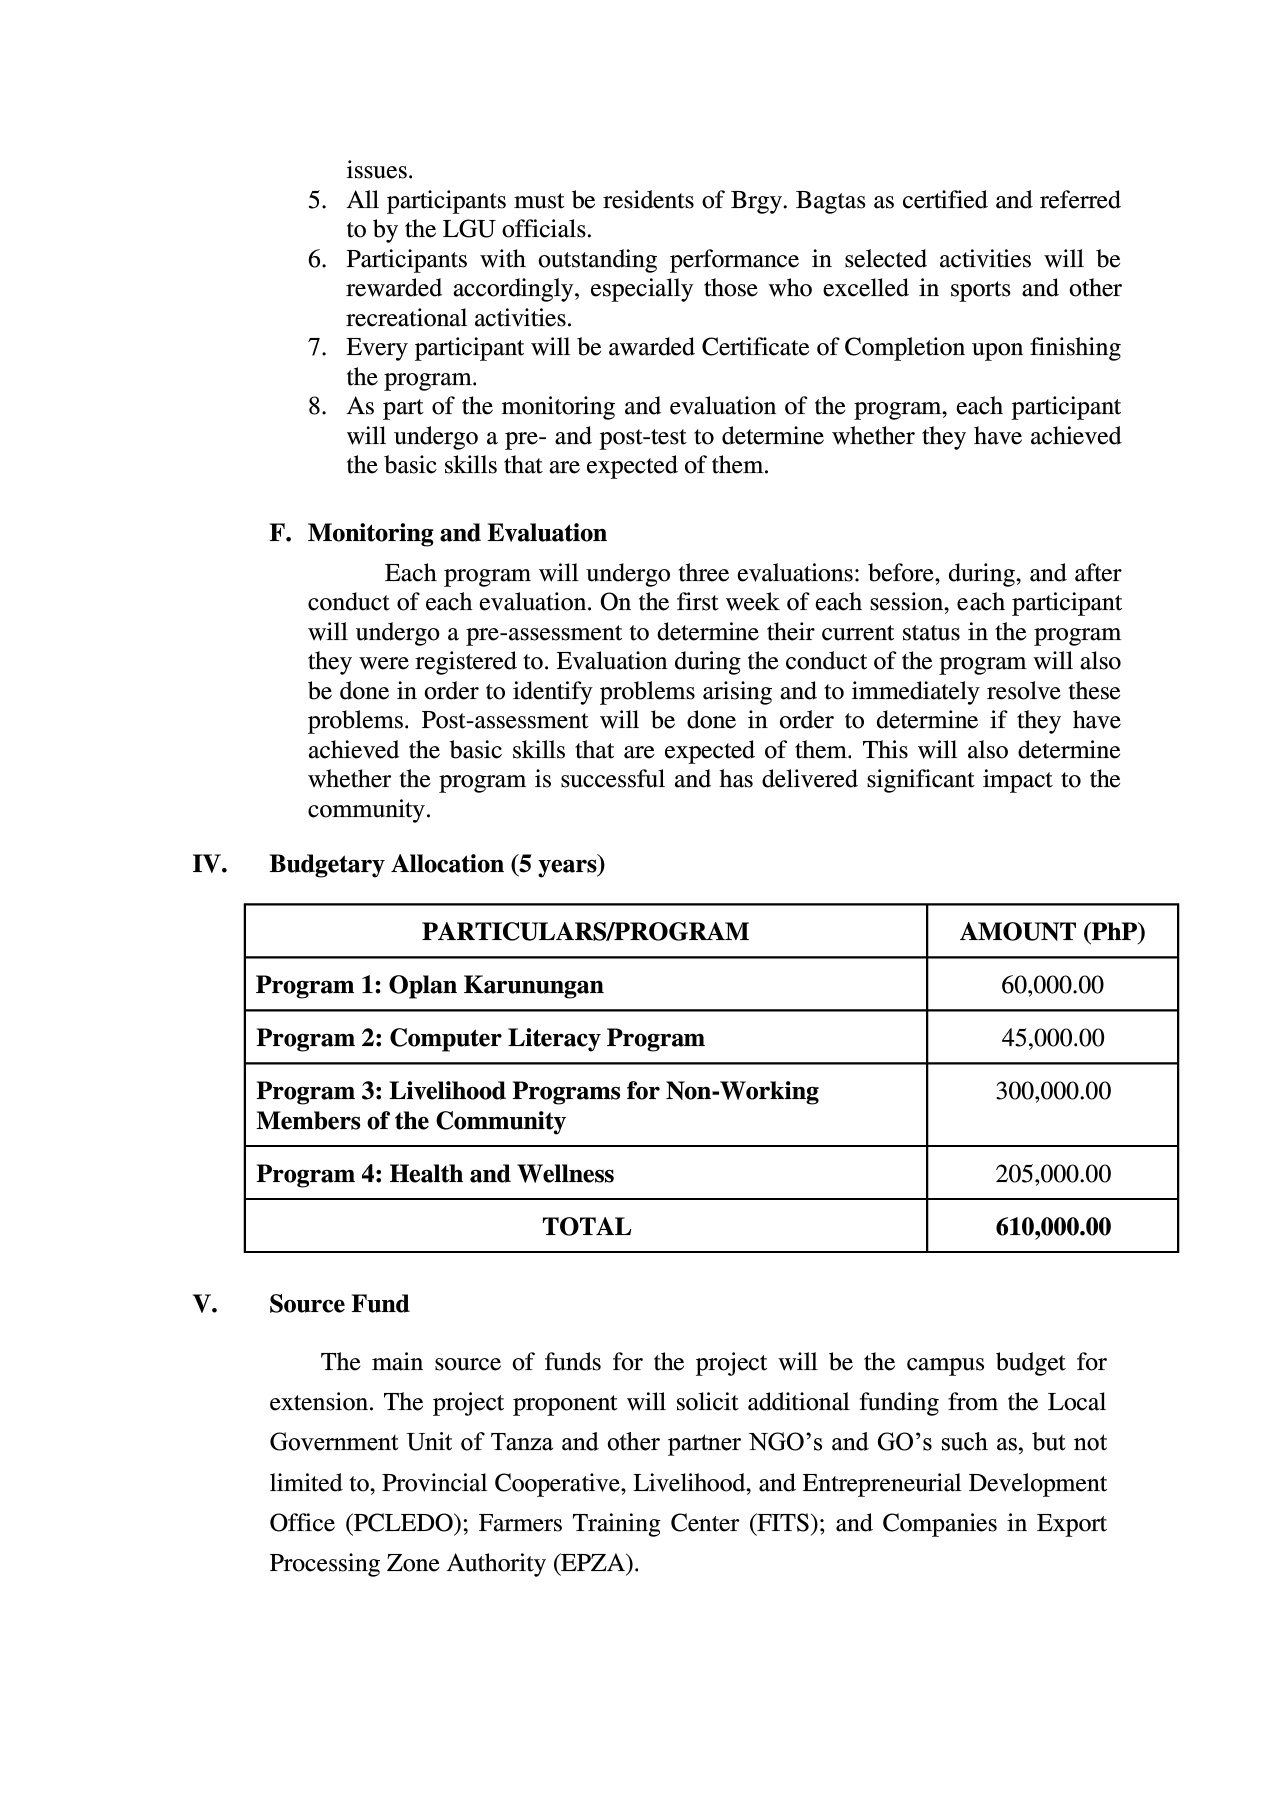 issues.
5. All participants must be residents of Brgy. Bagtas as certified and referred
to by the LGU officials.
6. Participants with outstanding performance in selected activities will be
rewarded accordingly, especially those who excelled in sports and other
recreational activities.
7. Every participant will be awarded Certificate of Completion upon finishing
the program.
8. As part of the monitoring and evaluation of the program, each participant
will undergo a pre- and post-test to determine whether they have achieved
the basic skills that are expected of them.
F. Monitoring and Evaluation
Each program will undergo three evaluations: before, during, and after
conduct of each evaluation. On the first week of each session, each participant
will undergo a pre-assessment to determine their current status in the program
they were registered to. Evaluation during the conduct of the program will also
be done in order to identify problems arising and to immediately resolve these
problems. Post-assessment will be done in order to determine if they have
achieved the basic skills that are expected of them. This will also determine
whether the program is successful and has delivered significant impact to the
community.
IV. Budgetary Allocation (5 years)
PARTICULARS/PROGRAM AMOUNT (PhP)
Program 1: Oplan Karunungan 60,000.00
Program 2: Computer Literacy Program 45,000.00
Program 3: Livelihood Programs for Non-Working 300,000.00
Members of the Community
Program 4: Health and Wellness 205,000.00
TOTAL 610,000.00
V. Source Fund
The main source of funds for the project will be the campus budget for
extension. The project proponent will solicit additional funding from the Local
Government Unit of Tanza and other partner NGO’s and GO’s such as, but not
limited to, Provincial Cooperative, Livelihood, and Entrepreneurial Development
Office (PCLEDO); Farmers Training Center (FITS); and Companies in Export
Processing Zone Authority (EPZA).